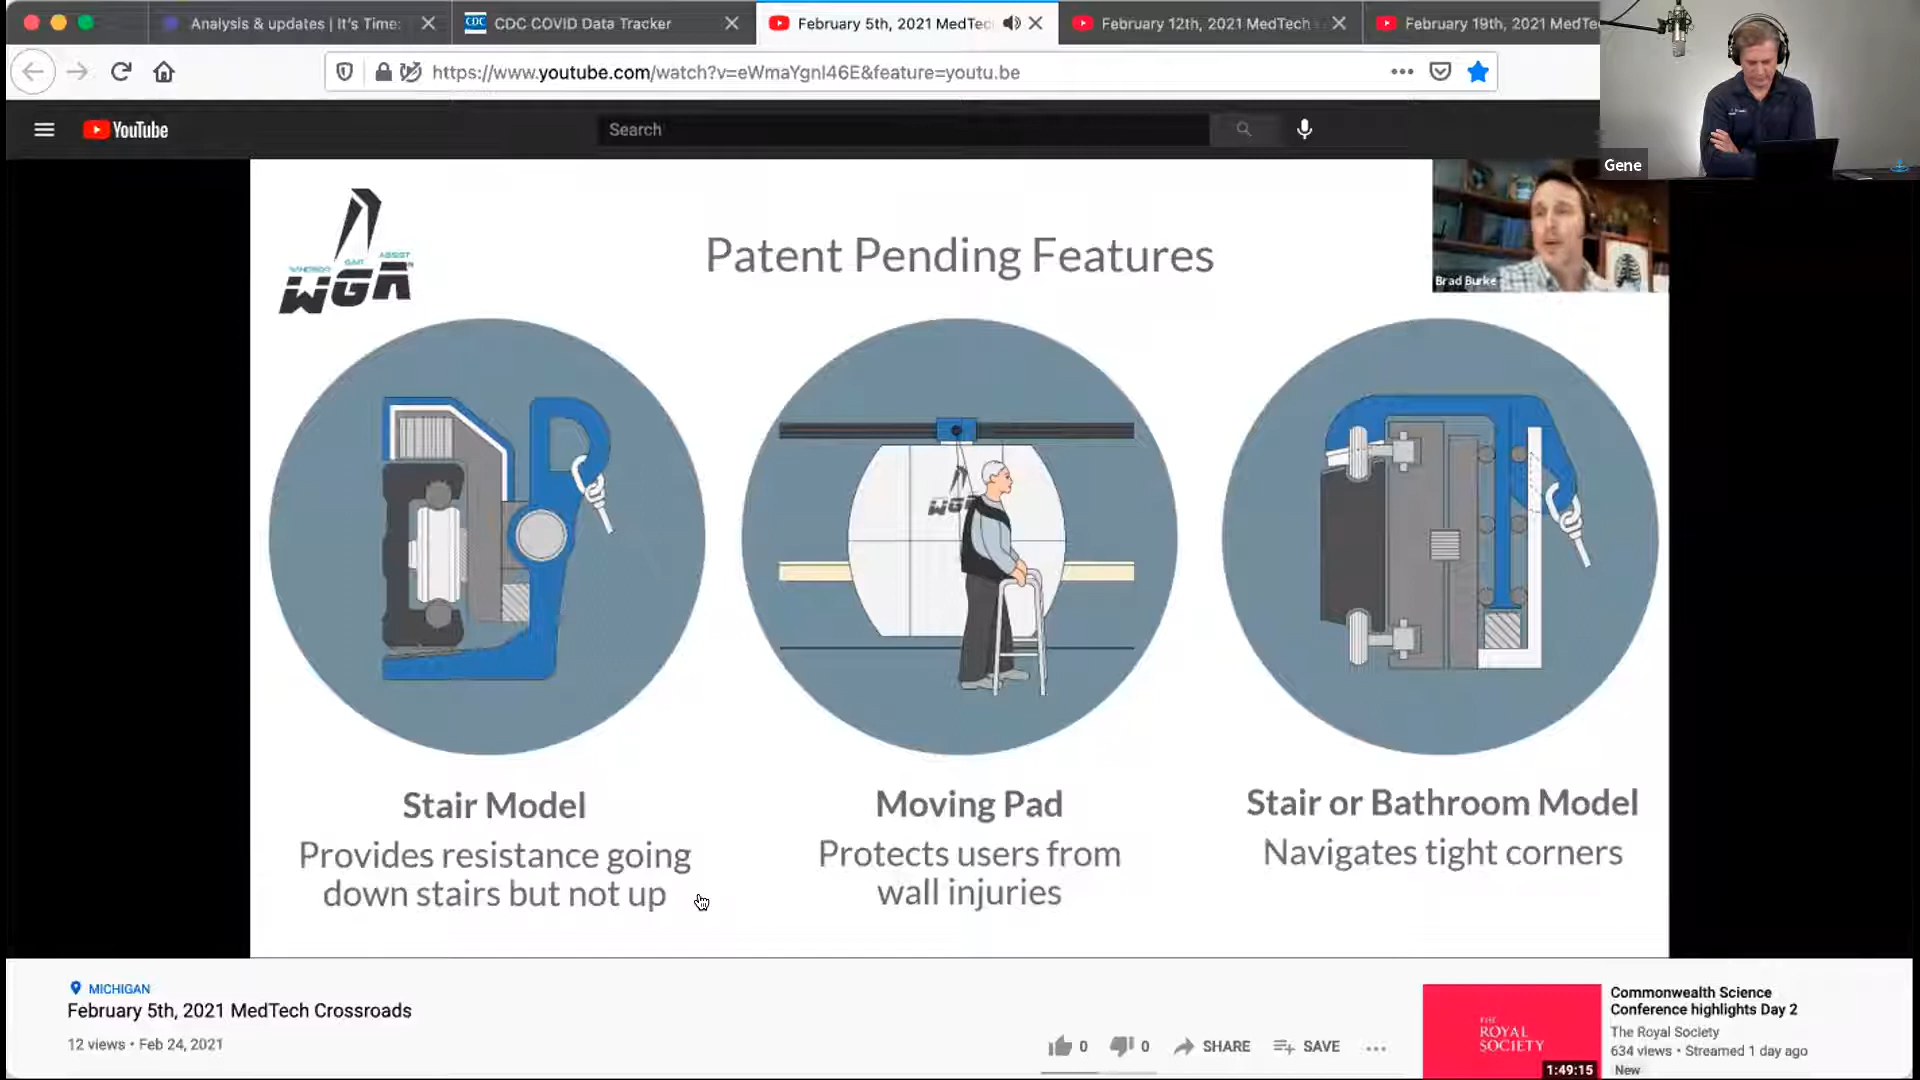 Analysis & updates | It's Time:
CDC
CDC COVID Data Tracker
February 5th, 2021 MedTec
February 12th, 2021 MedTech
February 19th, 2021 MedTe
https://www.youtube.com/watch?v=eWmaYgnI46E&feature=youtu.be
Gene
YouTube
Search
WINDSOR GAIT ASSIST
WGA
Patent Pending Features
Brad Burke
WGA
Stair Model
Provides resistance going
down stairs but not up
Moving Pad
Protects users from
wall injuries
Stair or Bathroom Model
Navigates tight corners
MICHIGAN
February 5th, 2021 MedTech Crossroads
12 views • Feb 24, 2021
0
0
SHARE
SAVE
THE
ROYAL
SOCIETY
1:49:15
Commonwealth Science
Conference highlights Day 2
The Royal Society
634 views • Streamed 1 day ago
New